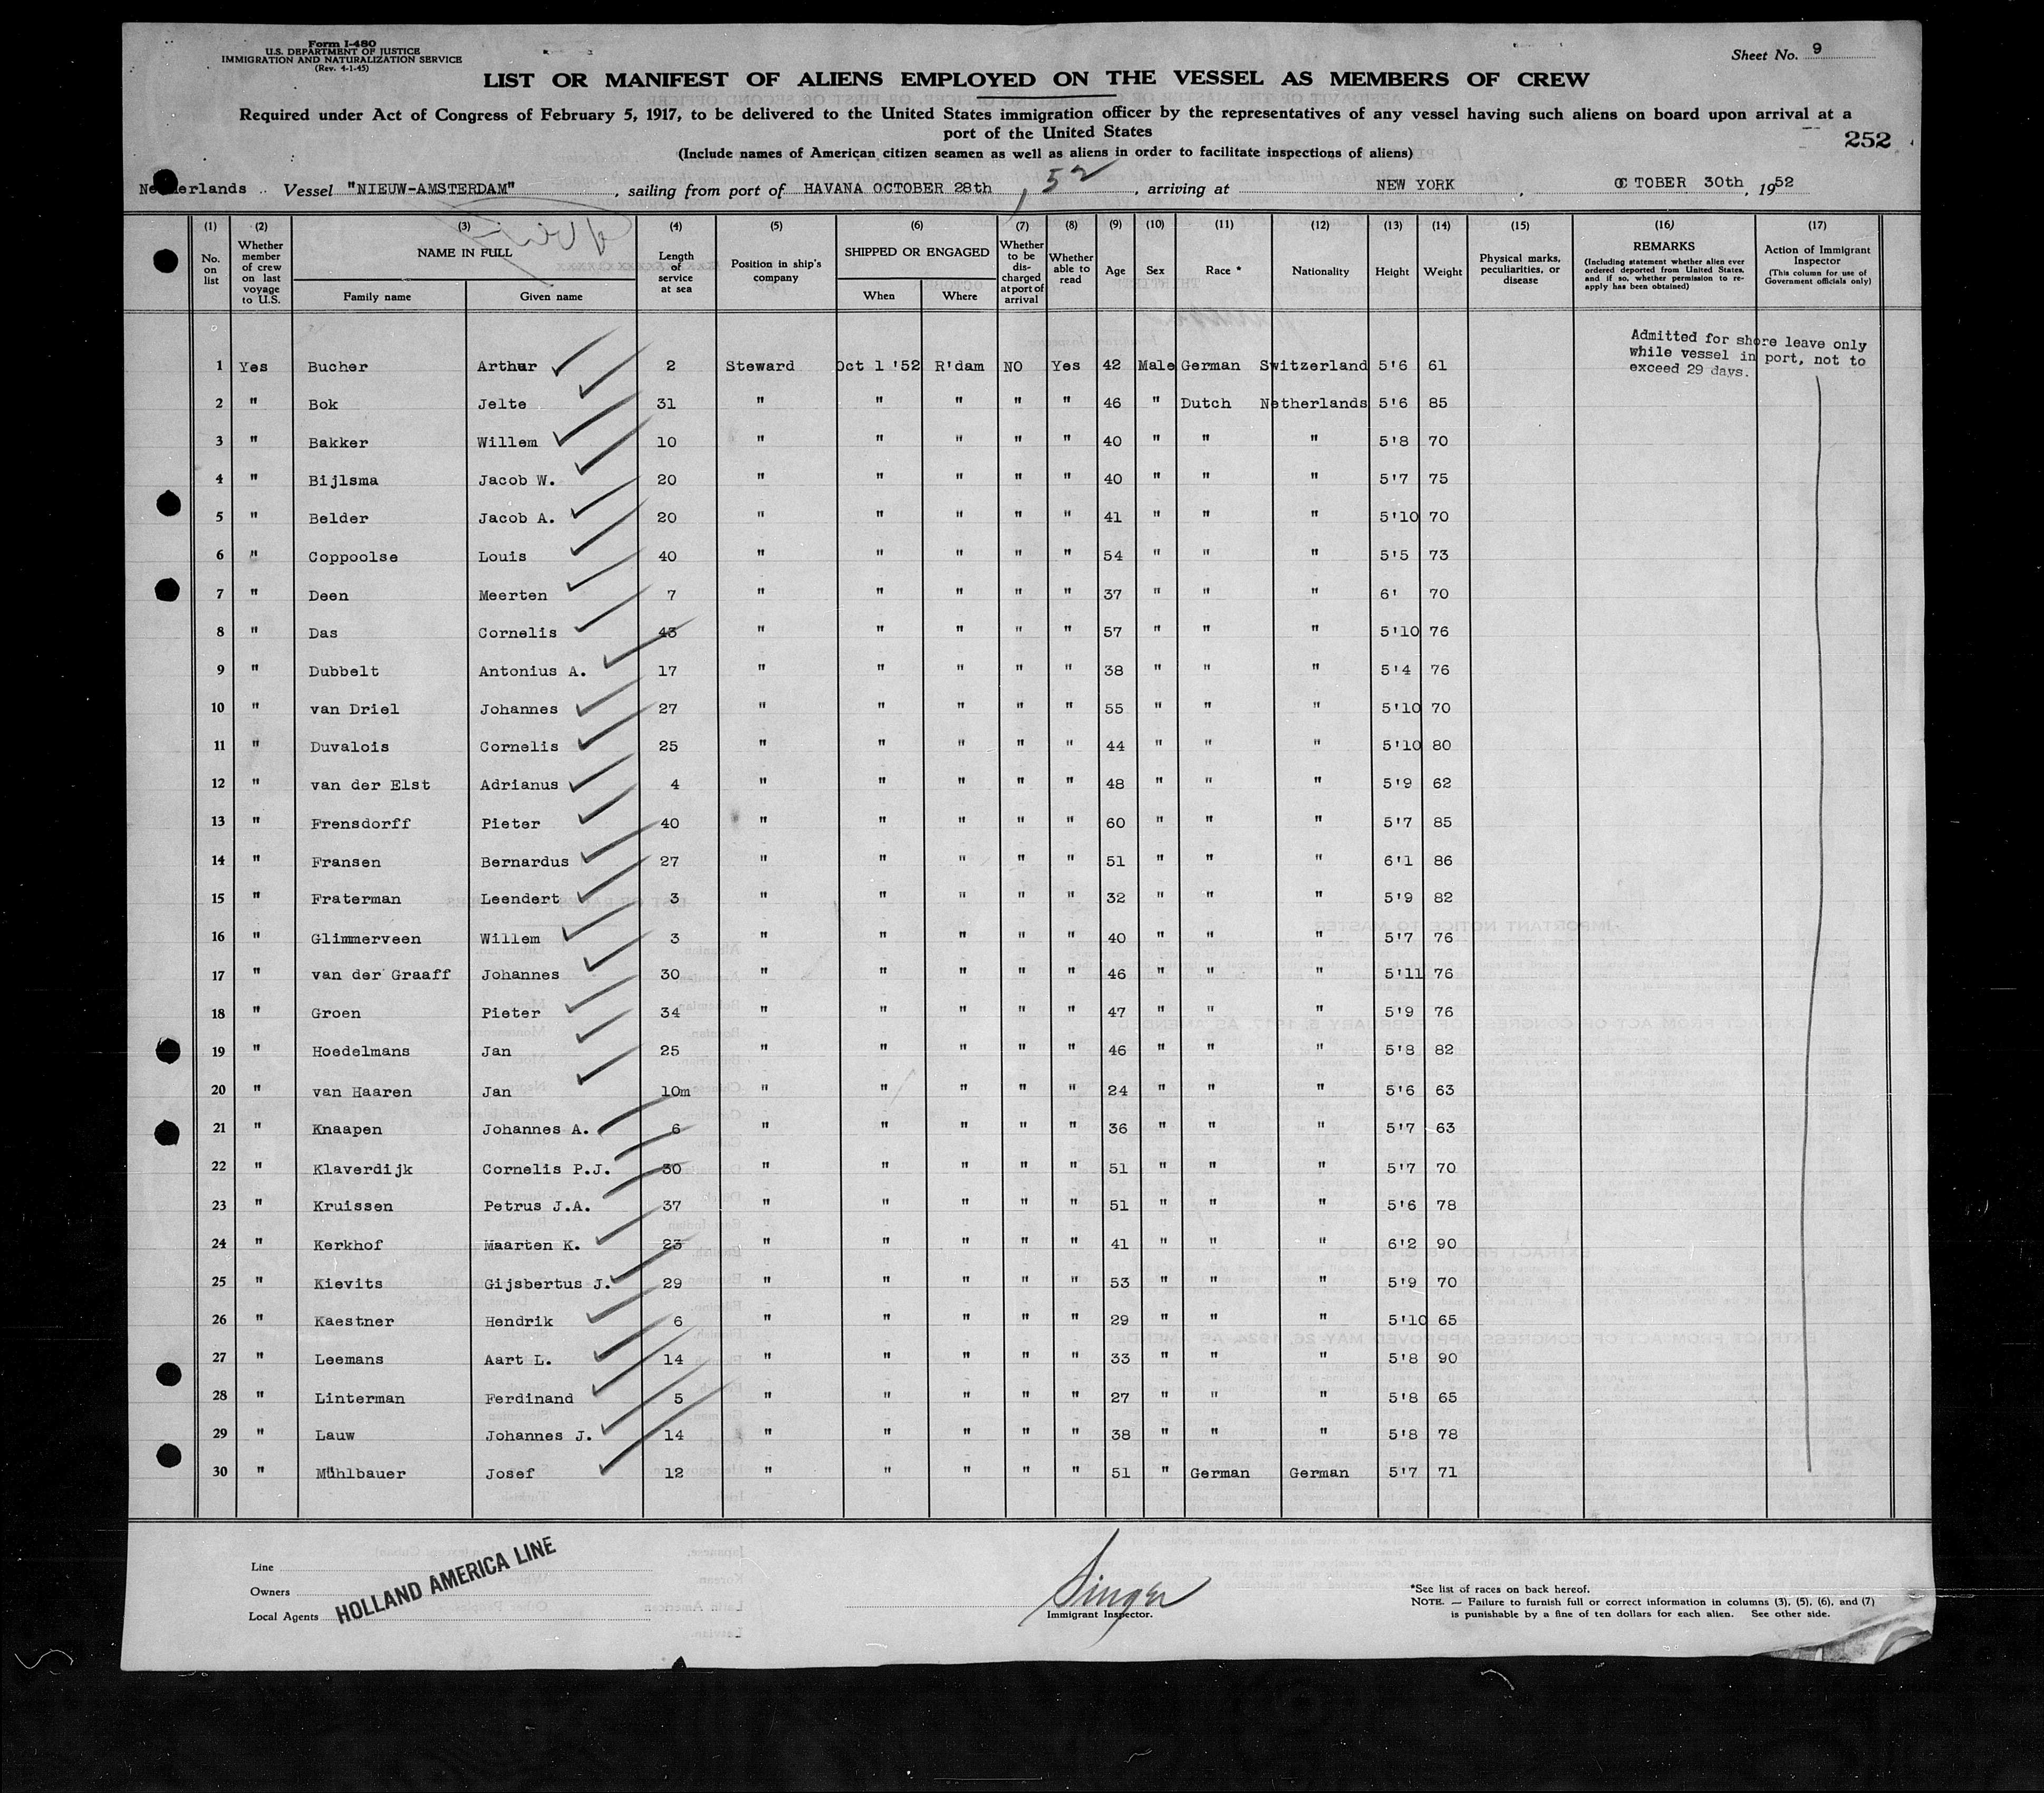 Form I-480
U.S. DEPARTMENT OF JUSTICE
IMMIGRATION AND NATURALIZATION SERVICE
(Rev. 4-1-45)
Sheet No. 9
LIST OR MANIFEST OF ALIENS EMPLOYED ON THE VESSEL AS MEMBERS OF CREW
Required under Act of Congress of February 5, 1917, to be delivered to the United States immigration officer by the representatives of any vessel having such aliens on board upon arrival at a
port of the United States
252
(Include names of American citizen seamen as well as aliens in order to facilitate inspections of aliens)
Netherlands Vessel "NIEUW-AMSTERDAM", sailing from port of HAVANA OCTOBER 28th, 52, arriving at NEW YORK, OCTOBER 30th, 1952
(1) (2) (3) (4) (5) (6) (7) (8) (9) (10) (11) (12) (13) (14) (15) (16) (17)
No. on list
Whether member of crew on last voyage to U.S.
NAME IN FULL
Family name
Given name
Length of service at sea
Position in ship's company
SHIPPED OR ENGAGED
When
Where
Whether to be discharged at port of arrival
Whether able to read
Age
Sex
Race *
Nationality
Height
Weight
Physical marks, peculiarities, or disease
REMARKS
(Including statement whether alien ever ordered deported from United States, and if so, whether permission to reapply has been obtained)
Action of Immigrant Inspector
(This column for use of Government officials only)
Admitted for shore leave only
while vessel in port, not to
exceed 29 days.
1 Yes Bucher Arthur 2 Steward Oct 1 '52 R'dam NO Yes 42 Male German Switzerland 5'6 61
2 " Bok Jelte 31 " " " " " 46 " Dutch Netherlands 5'6 85
3 " Bakker Willem 10 " " " " " 40 " " " 5'8 70
4 " Bijlsma Jacob W. 20 " " " " " 40 " " " 5'7 75
5 " Belder Jacob A. 20 " " " " " 41 " " " 5'10 70
6 " Coppoolse Louis 40 " " " " " 54 " " " 5'5 73
7 " Deen Meerten 7 " " " " " 37 " " " 6' 70
8 " Das Cornelis 43 " " " " " 57 " " " 5'10 76
9 " Dubbelt Antonius A. 17 " " " " " 38 " " " 5'4 76
10 " van Driel Johannes 27 " " " " " 55 " " " 5'10 70
11 " Duvalois Cornelis 25 " " " " " 44 " " " 5'10 80
12 " van der Elst Adrianus 4 " " " " " 48 " " " 5'9 62
13 " Frensdorff Pieter 40 " " " " " 60 " " " 5'7 85
14 " Fransen Bernardus 27 " " " " " 51 " " " 6'1 86
15 " Fraterman Leendert 3 " " " " " 32 " " " 5'9 82
16 " Glimmerveen Willem 3 " " " " " 40 " " " 5'7 76
17 " van der Graaff Johannes 30 " " " " " 46 " " " 5'11 76
18 " Groen Pieter 34 " " " " " 47 " " " 5'9 76
19 " Hoedelmans Jan 25 " " " " " 46 " " " 5'8 82
20 " van Haaren Jan 10m " " " " " 24 " " " 5'6 63
21 " Knaapen Johannes A. 6 " " " " " 36 " " " 5'7 63
22 " Klaverdijk Cornelis P.J. 30 " " " " " 51 " " " 5'7 70
23 " Kruissen Petrus J.A. 37 " " " " " 51 " " " 5'6 78
24 " Kerkhof Maarten K. 23 " " " " " 41 " " " 6'2 90
25 " Kievits Gijsbertus J. 29 " " " " " 53 " " " 5'9 70
26 " Kaestner Hendrik 6 " " " " " 29 " " " 5'10 65
27 " Leemans Aart L. 14 " " " " " 33 " " " 5'8 90
28 " Linterman Ferdinand 5 " " " " " 27 " " " 5'8 65
29 " Lauw Johannes J. 14 " " " " " 38 " " " 5'8 78
30 " Mühlbauer Josef 12 " " " " " 51 " German German 5'7 71
Line
Owners
Local Agents
HOLLAND AMERICA LINE
Singer
Immigrant Inspector.
*See list of races on back hereof.
NOTE. — Failure to furnish full or correct information in columns (3), (5), (6), and (7)
is punishable by a fine of ten dollars for each alien. See other side.